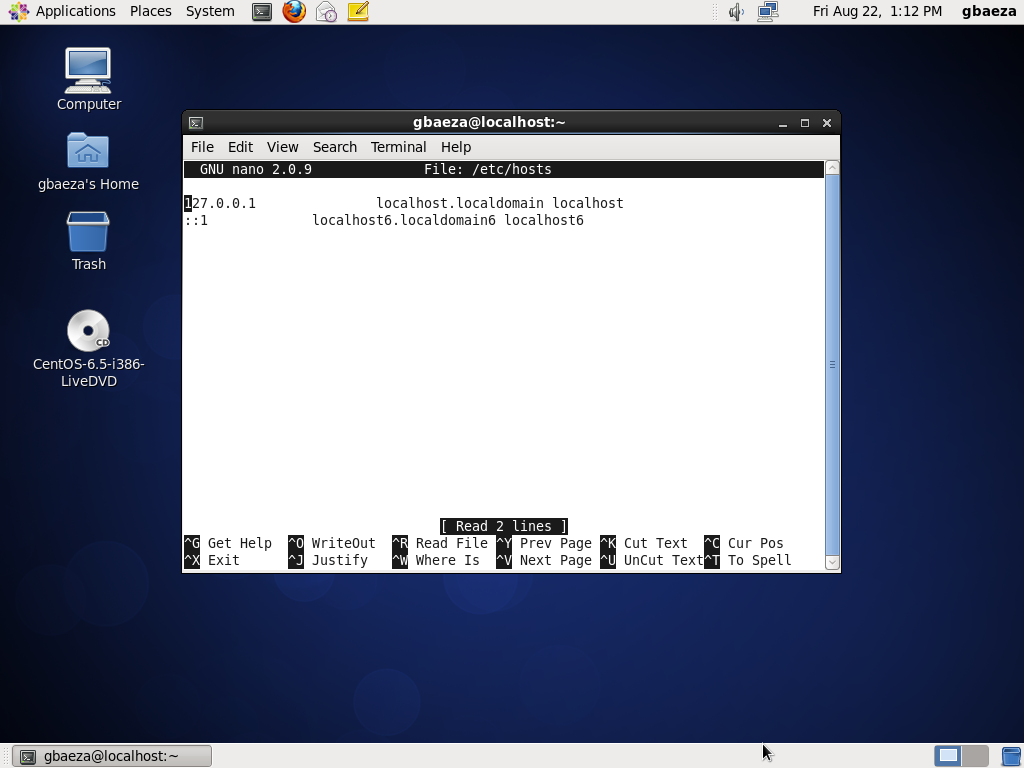 Applications Places System Fri Aug 22, 1:12 PM gbaeza
Computer
gbaeza's Home
Trash
CD
CentOS-6.5-i386-
LiveDVD
gbaeza@localhost:~
File Edit View Search Terminal Help
GNU nano 2.0.9 File: /etc/hosts
127.0.0.1 localhost.localdomain localhost
::1 localhost6.localdomain6 localhost6
[ Read 2 lines ]
^G Get Help ^O WriteOut ^R Read File ^Y Prev Page ^K Cut Text ^C Cur Pos
^X Exit ^J Justify ^W Where Is ^V Next Page ^U UnCut Text ^T To Spell
gbaeza@localhost:~